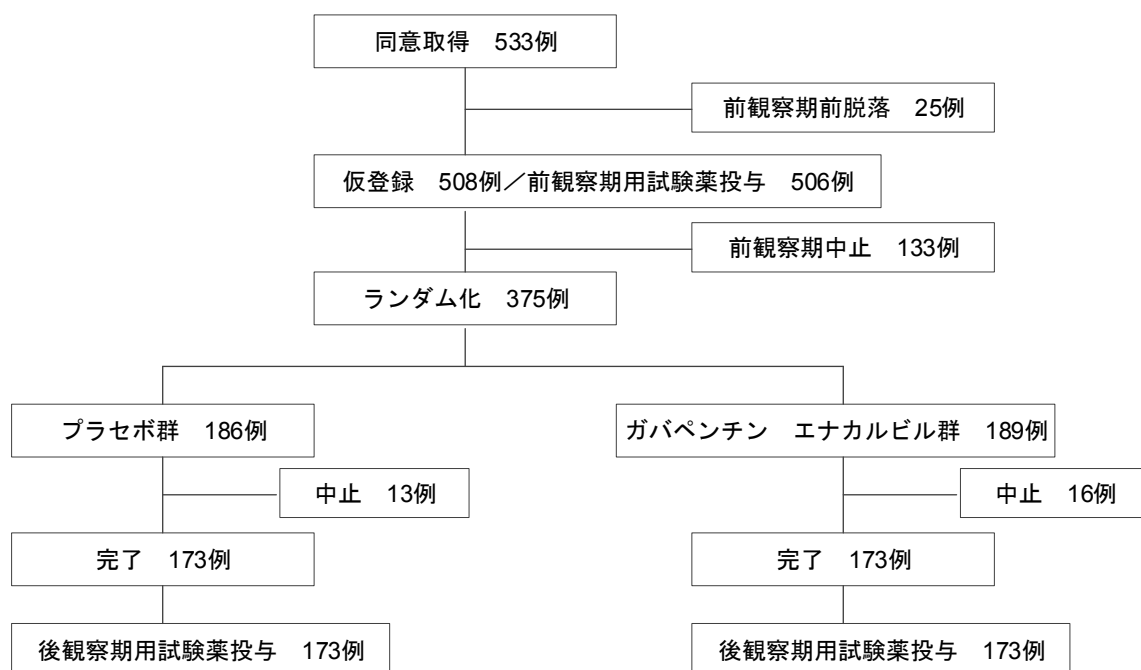 同意取得　533例
前観察期前脱落　25例
仮登録　508例／前観察期用試験薬投与　506例
前観察期中止　133例
ランダム化　375例
プラセボ群　186例
ガバペンチン　エナカルビル群　189例
中止　13例
中止　16例
完了　173例
完了　173例
後観察期用試験薬投与　173例
後観察期用試験薬投与　173例